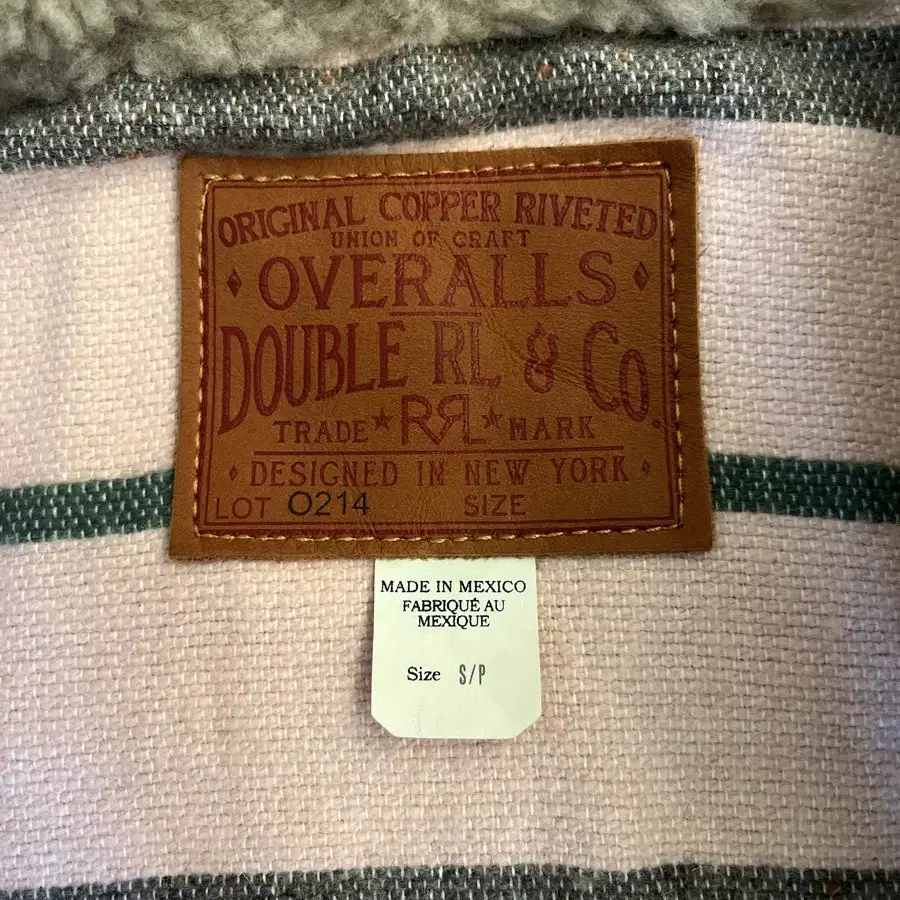 ORIGINAL COPPER RIVETED
UNION OF CRAFT
OVERALLS
DOUBLE RL & Co.
TRADE RRL MARK
DESIGNED IN NEW YORK
LOT 0214 SIZE
MADE IN MEXICO
FABRIQUÉ AU
MEXIQUE
Size S/P